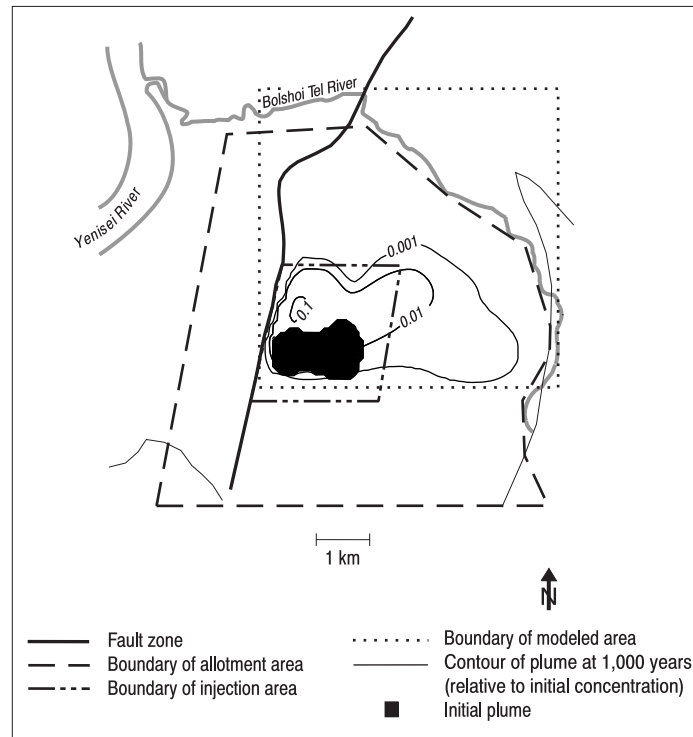 Bolshoi Tel River
Yenisei River
0.001
0.1
0.01
1 km
N
Fault zone
Boundary of allotment area
Boundary of injection area
Boundary of modeled area
Contour of plume at 1,000 years
(relative to initial concentration)
Initial plume